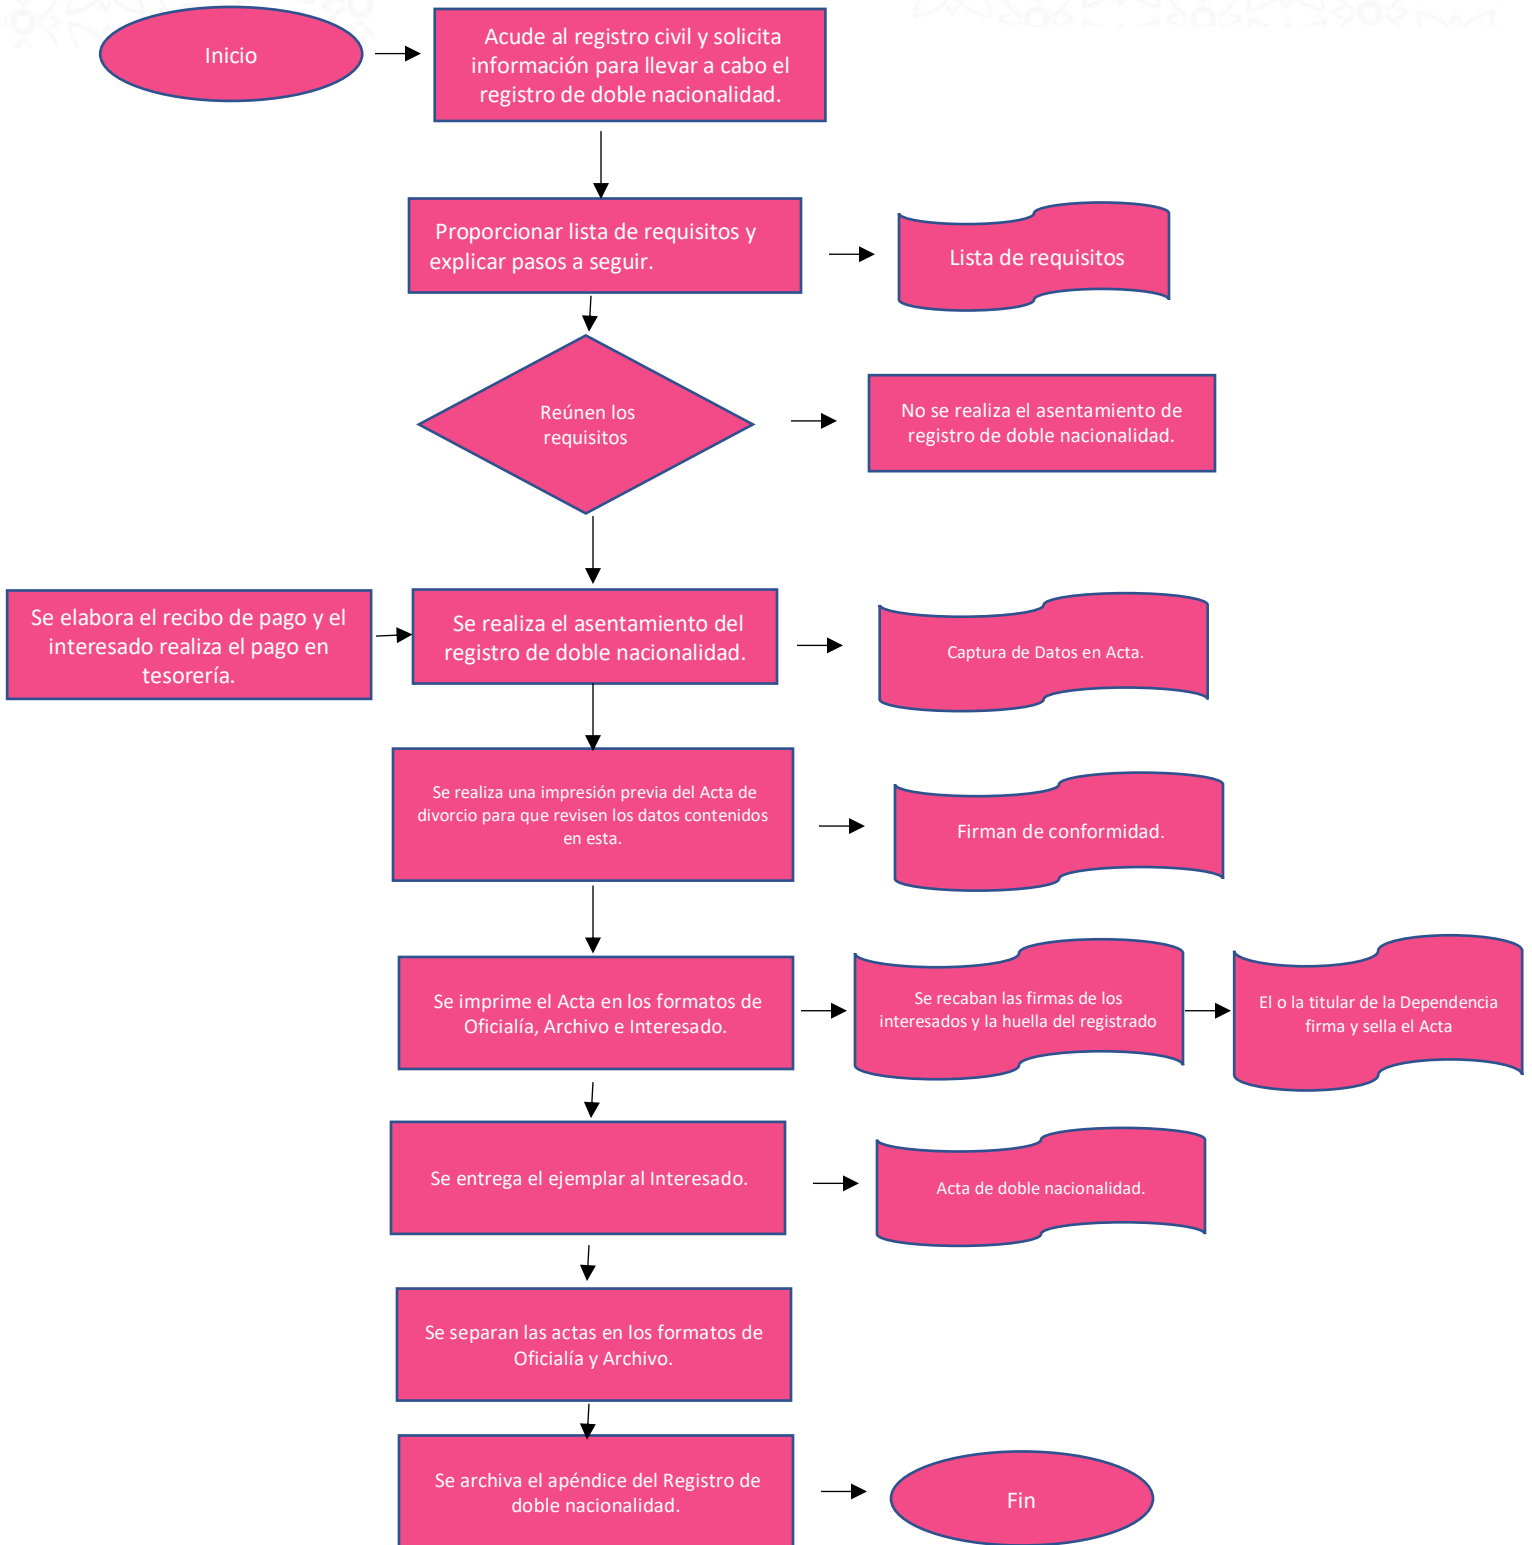 Inicio
Acude al registro civil y solicita
información para llevar a cabo el
registro de doble nacionalidad.
Proporcionar lista de requisitos y
explicar pasos a seguir.
Lista de requisitos
Reúnen los
requisitos
No se realiza el asentamiento de
registro de doble nacionalidad.
Se elabora el recibo de pago y el
interesado realiza el pago en
tesorería.
Se realiza el asentamiento del
registro de doble nacionalidad.
Captura de Datos en Acta.
Se realiza una impresión previa del Acta de
divorcio para que revisen los datos contenidos
en esta.
Firman de conformidad.
Se imprime el Acta en los formatos de
Oficialía, Archivo e Interesado.
Se recaban las firmas de los
interesados y la huella del registrado
El o la titular de la Dependencia
firma y sella el Acta
Se entrega el ejemplar al Interesado.
Acta de doble nacionalidad.
Se separan las actas en los formatos de
Oficialía y Archivo.
Se archiva el apéndice del Registro de
doble nacionalidad.
Fin